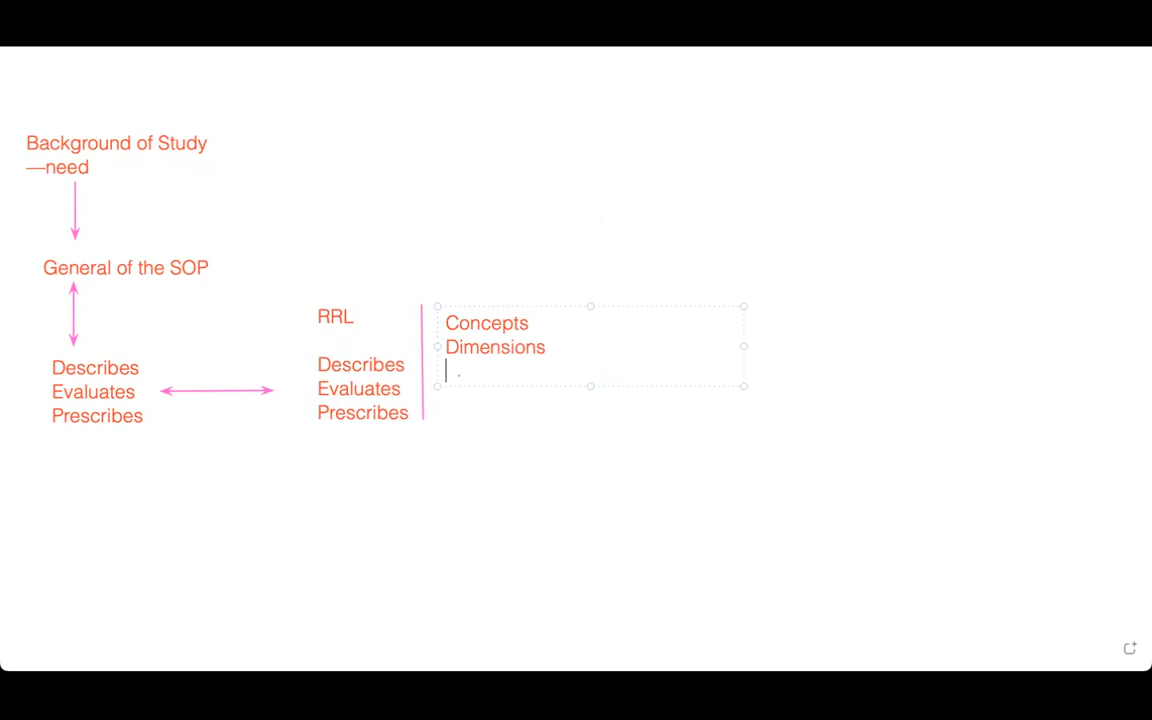 Background of Study
—need
General of the SOP
Describes
Evaluates
Prescribes
RRL
Describes
Evaluates
Prescribes
Concepts
Dimensions